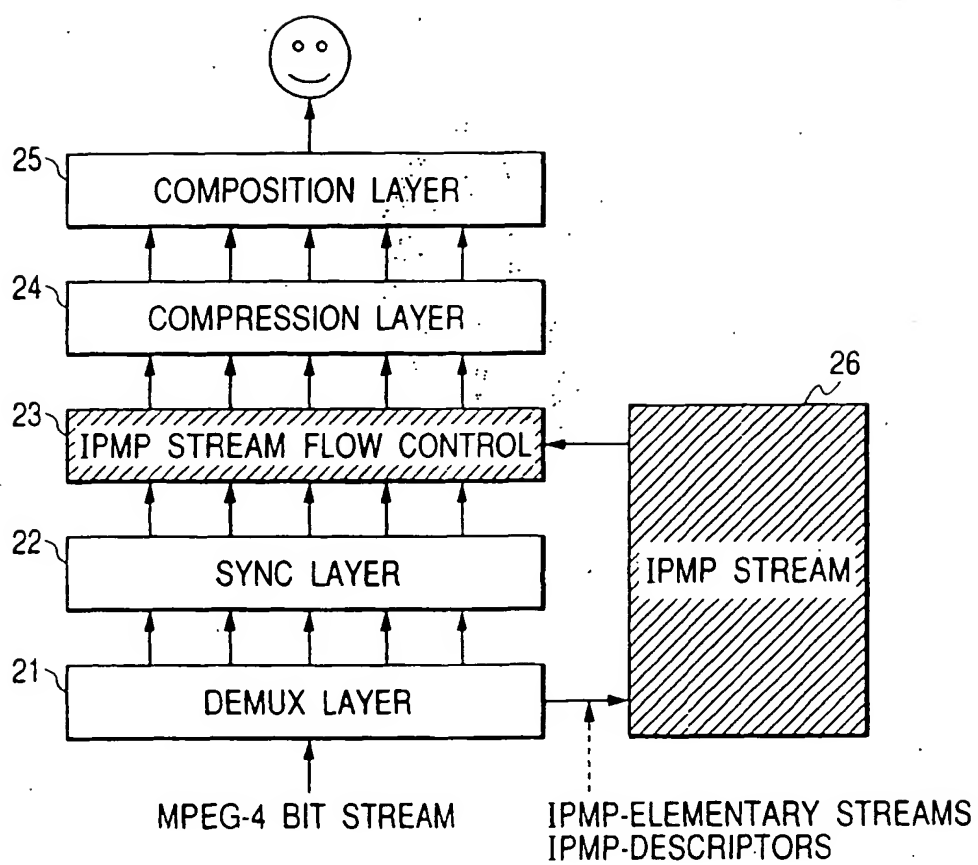 25
COMPOSITION LAYER
24
COMPRESSION LAYER
26
23
IPMP STREAM FLOW CONTROL
22
SYNC LAYER
IPMP STREAM
21
DEMUX LAYER
MPEG-4 BIT STREAM
IPMP-ELEMENTARY STREAMS
IPMP-DESCRIPTORS